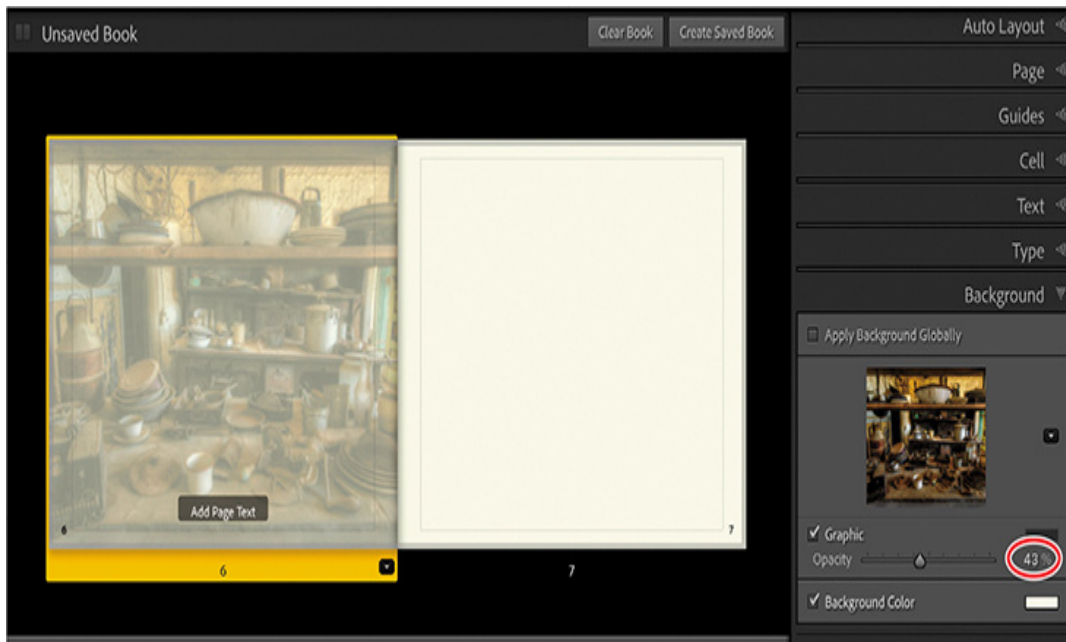 Unsaved Book
Clear Book
Create Saved Book
Add Page Text
6
7
6
7
Auto Layout
Page
Guides
Cell
Text
Type
Background
Apply Background Globally
Graphic
Opacity 43 %
Background Color